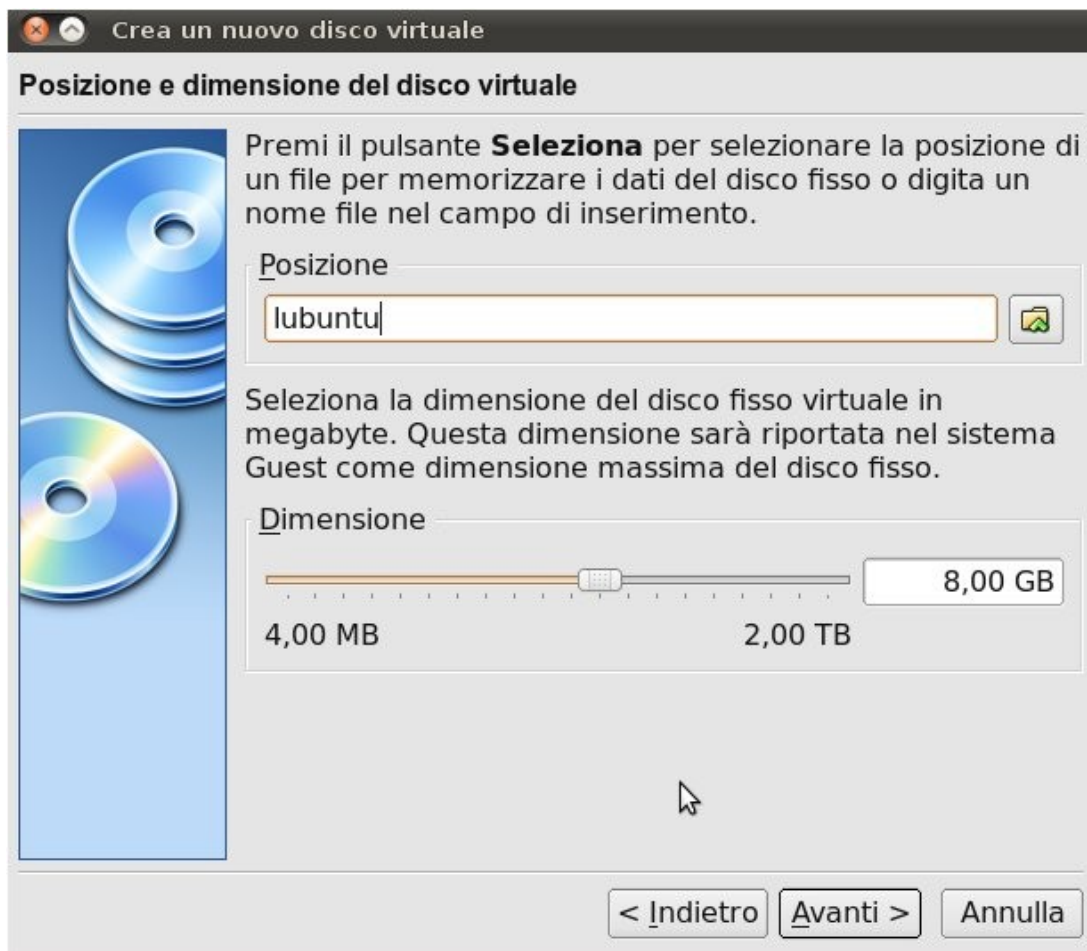 Crea un nuovo disco virtuale
Posizione e dimensione del disco virtuale
Premi il pulsante Seleziona per selezionare la posizione di
un file per memorizzare i dati del disco fisso o digita un
nome file nel campo di inserimento.
Posizione
lubuntu
Seleziona la dimensione del disco fisso virtuale in
megabyte. Questa dimensione sarà riportata nel sistema
Guest come dimensione massima del disco fisso.
Dimensione
8,00 GB
4,00 MB 2,00 TB
< Indietro Avanti > Annulla